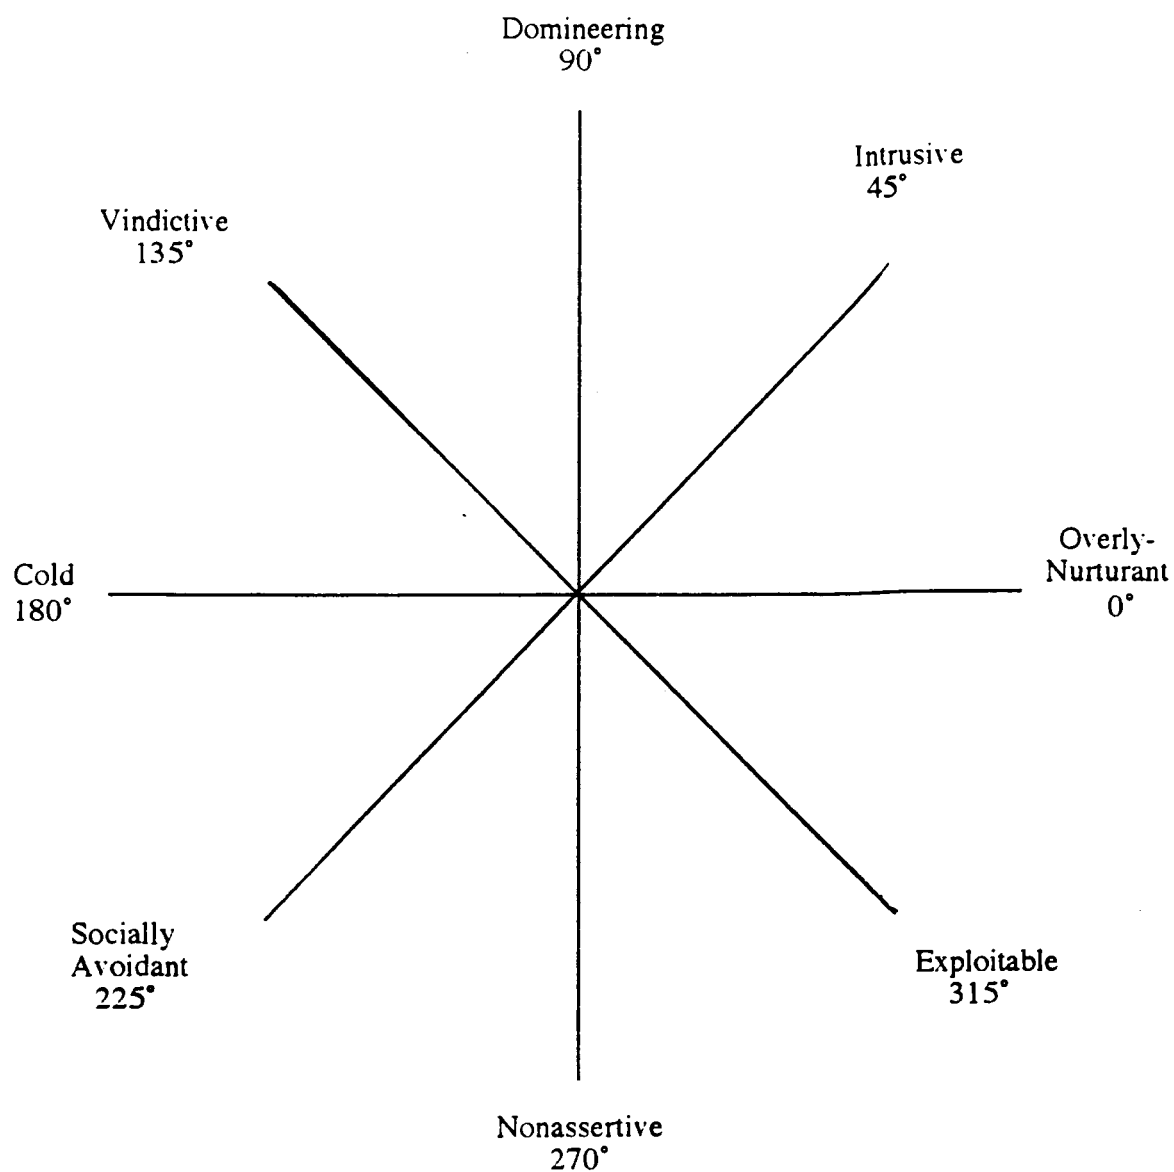 Domineering
90°
Intrusive
45°
Vindictive
135°
Overly-
Nurturant
0°
Cold
180°
Socially
Avoidant
225°
Exploitable
315°
Nonassertive
270°